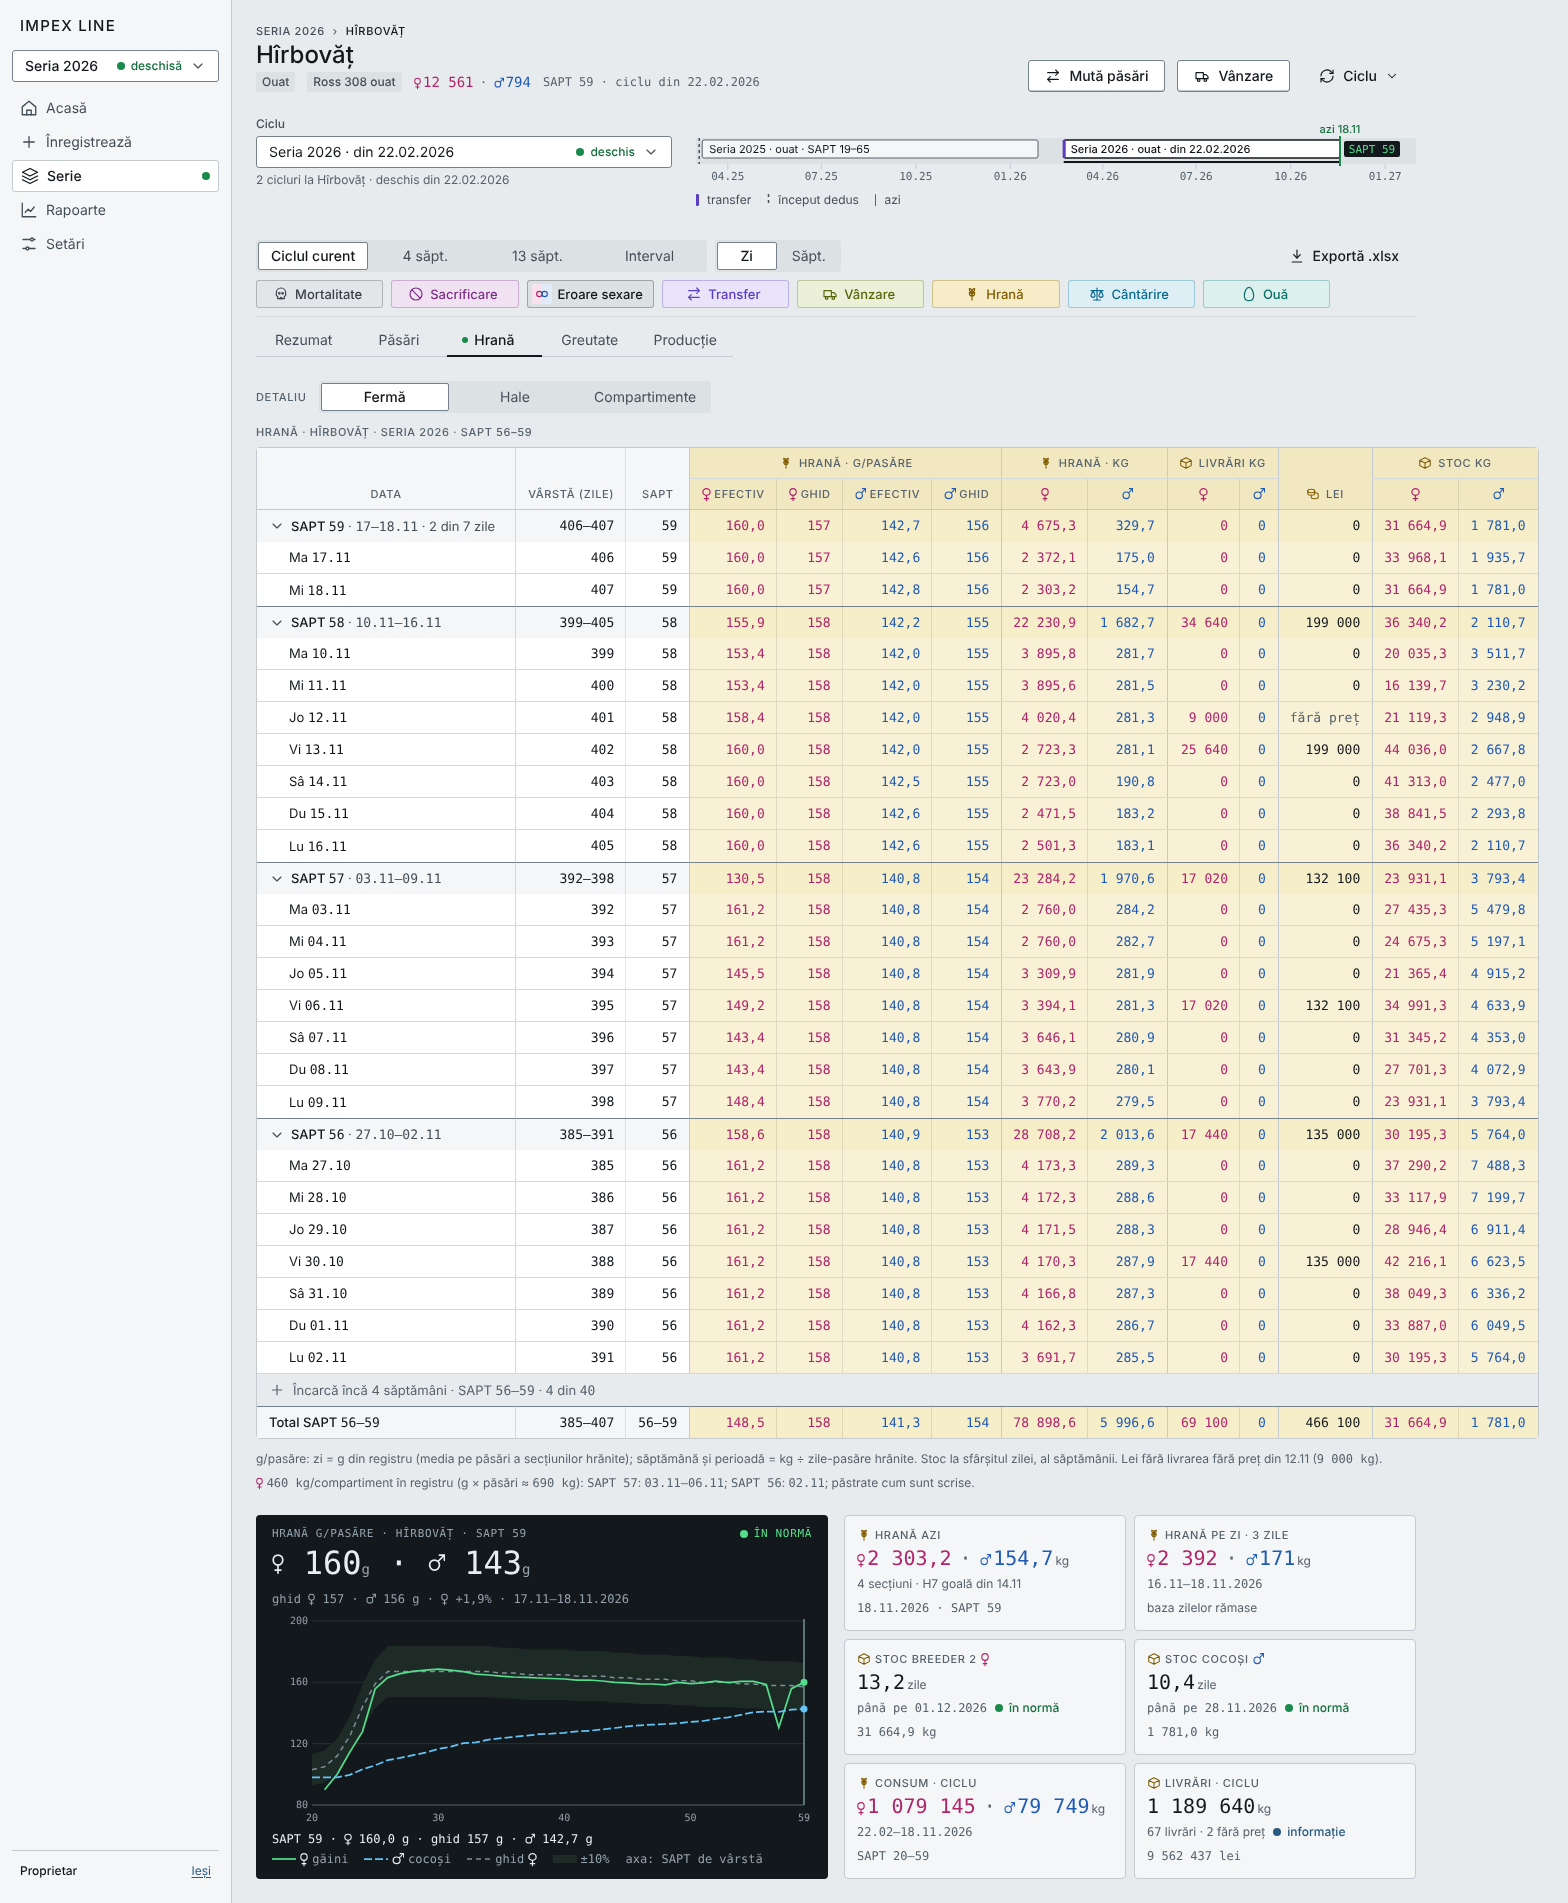 IMPEX LINE
Seria 2026 deschisă
Acasă
Înregistrează
Serie
Rapoarte
Setări
SERIA 2026 › HÎRBOVĂȚ
Hîrbovăț
Ouat Ross 308 ouat ♀12 561 · ♂794 SAPT 59 · ciclu din 22.02.2026
Mută păsări Vânzare Ciclu
Ciclu
Seria 2026 · din 22.02.2026 deschis
2 cicluri la Hîrbovăț · deschis din 22.02.2026
azi 18.11
Seria 2025 · ouat · SAPT 19–65 Seria 2026 · ouat · din 22.02.2026 SAPT 59
04.25 07.25 10.25 01.26 04.26 07.26 10.26 01.27
transfer început dedus azi
Ciclul curent 4 săpt. 13 săpt. Interval Zi Săpt. Exportă .xlsx
Mortalitate Sacrificare Eroare sexare Transfer Vânzare Hrană Cântărire Ouă
Rezumat Păsări Hrană Greutate Producție
DETALIU Fermă Hale Compartimente
HRANĂ · HÎRBOVĂȚ · SERIA 2026 · SAPT 56–59
HRANĂ · G/PASĂRE HRANĂ · KG LIVRĂRI KG STOC KG
DATA VÂRSTĂ (ZILE) SAPT ♀ EFECTIV ♀ GHID ♂ EFECTIV ♂ GHID ♀ ♂ ♀ ♂ LEI ♀ ♂
SAPT 59 · 17–18.11 · 2 din 7 zile 406–407 59 160,0 157 142,7 156 4 675,3 329,7 0 0 0 31 664,9 1 781,0
Ma 17.11 406 59 160,0 157 142,6 156 2 372,1 175,0 0 0 0 33 968,1 1 935,7
Mi 18.11 407 59 160,0 157 142,8 156 2 303,2 154,7 0 0 0 31 664,9 1 781,0
SAPT 58 · 10.11–16.11 399–405 58 155,9 158 142,2 155 22 230,9 1 682,7 34 640 0 199 000 36 340,2 2 110,7
Ma 10.11 399 58 153,4 158 142,0 155 3 895,8 281,7 0 0 0 20 035,3 3 511,7
Mi 11.11 400 58 153,4 158 142,0 155 3 895,6 281,5 0 0 0 16 139,7 3 230,2
Jo 12.11 401 58 158,4 158 142,0 155 4 020,4 281,3 9 000 0 fără preț 21 119,3 2 948,9
Vi 13.11 402 58 160,0 158 142,0 155 2 723,3 281,1 25 640 0 199 000 44 036,0 2 667,8
Sâ 14.11 403 58 160,0 158 142,5 155 2 723,0 190,8 0 0 0 41 313,0 2 477,0
Du 15.11 404 58 160,0 158 142,6 155 2 471,5 183,2 0 0 0 38 841,5 2 293,8
Lu 16.11 405 58 160,0 158 142,6 155 2 501,3 183,1 0 0 0 36 340,2 2 110,7
SAPT 57 · 03.11–09.11 392–398 57 130,5 158 140,8 154 23 284,2 1 970,6 17 020 0 132 100 23 931,1 3 793,4
Ma 03.11 392 57 161,2 158 140,8 154 2 760,0 284,2 0 0 0 27 435,3 5 479,8
Mi 04.11 393 57 161,2 158 140,8 154 2 760,0 282,7 0 0 0 24 675,3 5 197,1
Jo 05.11 394 57 145,5 158 140,8 154 3 309,9 281,9 0 0 0 21 365,4 4 915,2
Vi 06.11 395 57 149,2 158 140,8 154 3 394,1 281,3 17 020 0 132 100 34 991,3 4 633,9
Sâ 07.11 396 57 143,4 158 140,8 154 3 646,1 280,9 0 0 0 31 345,2 4 353,0
Du 08.11 397 57 143,4 158 140,8 154 3 643,9 280,1 0 0 0 27 701,3 4 072,9
Lu 09.11 398 57 148,4 158 140,8 154 3 770,2 279,5 0 0 0 23 931,1 3 793,4
SAPT 56 · 27.10–02.11 385–391 56 158,6 158 140,9 153 28 708,2 2 013,6 17 440 0 135 000 30 195,3 5 764,0
Ma 27.10 385 56 161,2 158 140,8 153 4 173,3 289,3 0 0 0 37 290,2 7 488,3
Mi 28.10 386 56 161,2 158 140,8 153 4 172,3 288,6 0 0 0 33 117,9 7 199,7
Jo 29.10 387 56 161,2 158 140,8 153 4 171,5 288,3 0 0 0 28 946,4 6 911,4
Vi 30.10 388 56 161,2 158 140,8 153 4 170,3 287,9 17 440 0 135 000 42 216,1 6 623,5
Sâ 31.10 389 56 161,2 158 140,8 153 4 166,8 287,3 0 0 0 38 049,3 6 336,2
Du 01.11 390 56 161,2 158 140,8 153 4 162,3 286,7 0 0 0 33 887,0 6 049,5
Lu 02.11 391 56 161,2 158 140,8 153 3 691,7 285,5 0 0 0 30 195,3 5 764,0
Încarcă încă 4 săptămâni · SAPT 56–59 · 4 din 40
Total SAPT 56–59 385–407 56–59 148,5 158 141,3 154 78 898,6 5 996,6 69 100 0 466 100 31 664,9 1 781,0
g/pasăre: zi = g din registru (media pe păsări a secțiunilor hrănite); săptămână și perioadă = kg ÷ zile-pasăre hrănite. Stoc la sfârșitul zilei, al săptămânii. Lei fără livrarea fără preț din 12.11 (9 000 kg).
♀ 460 kg/compartiment în registru (g × păsări ≈ 690 kg): SAPT 57: 03.11–06.11; SAPT 56: 02.11; păstrate cum sunt scrise.
HRANĂ G/PASĂRE · HÎRBOVĂȚ · SAPT 59 ÎN NORMĂ
♀ 160g · ♂ 143g
ghid ♀ 157 · ♂ 156 g · ♀ +1,9% · 17.11–18.11.2026
200
160
120
80
20 30 40 50 59
SAPT 59 · ♀ 160,0 g · ghid 157 g · ♂ 142,7 g
♀ găini ♂ cocoși ghid ♀ ±10% axa: SAPT de vârstă
HRANĂ AZI
♀2 303,2 · ♂154,7 kg
4 secțiuni · H7 goală din 14.11
18.11.2026 · SAPT 59
HRANĂ PE ZI · 3 ZILE
♀2 392 · ♂171 kg
16.11–18.11.2026
baza zilelor rămase
STOC BREEDER 2 ♀
13,2 zile
până pe 01.12.2026 în normă
31 664,9 kg
STOC COCOȘI ♂
10,4 zile
până pe 28.11.2026 în normă
1 781,0 kg
CONSUM · CICLU
♀1 079 145 · ♂79 749 kg
22.02–18.11.2026
SAPT 20–59
LIVRĂRI · CICLU
1 189 640 kg
67 livrări · 2 fără preț informație
9 562 437 lei
Proprietar Ieși